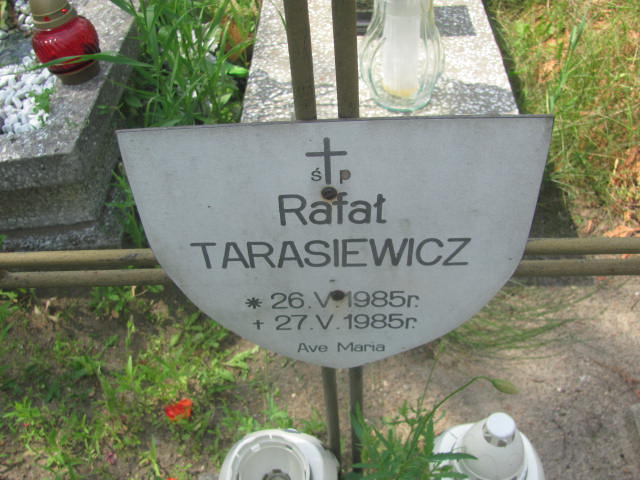 ś p
Rafał
TARASIEWICZ
* 26.V.1985r.
+ 27.V.1985r.
Ave Maria